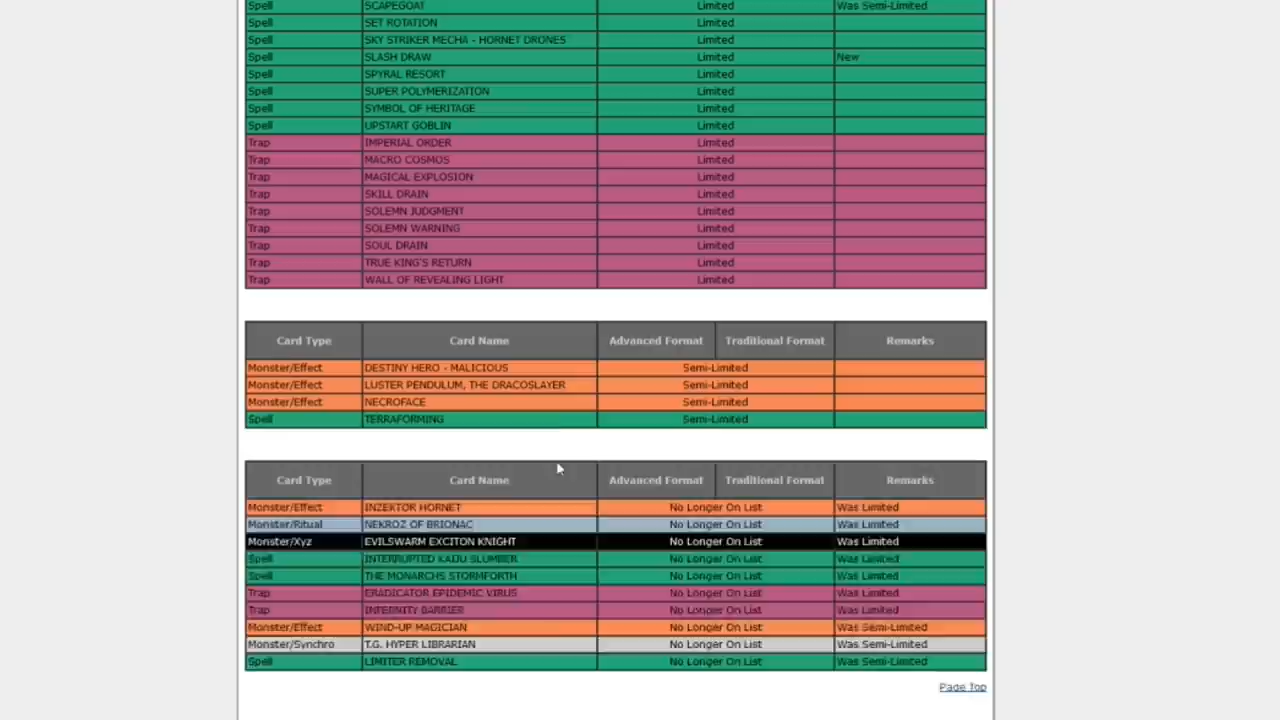 Spell SCAPEGOAT Limited Was Semi-Limited
Spell SET ROTATION Limited
Spell SKY STRIKER MECHA - HORNET DRONES Limited
Spell SLASH DRAW Limited New
Spell SPYRAL RESORT Limited
Spell SUPER POLYMERIZATION Limited
Spell SYMBOL OF HERITAGE Limited
Spell UPSTART GOBLIN Limited
Trap IMPERIAL ORDER Limited
Trap MACRO COSMOS Limited
Trap MAGICAL EXPLOSION Limited
Trap SKILL DRAIN Limited
Trap SOLEMN JUDGMENT Limited
Trap SOLEMN WARNING Limited
Trap SOUL DRAIN Limited
Trap TRUE KING'S RETURN Limited
Trap WALL OF REVEALING LIGHT Limited
Card Type Card Name Advanced Format Traditional Format Remarks
Monster/Effect DESTINY HERO - MALICIOUS Semi-Limited
Monster/Effect LUSTER PENDULUM, THE DRACOSLAYER Semi-Limited
Monster/Effect NECROFACE Semi-Limited
Spell TERRAFORMING Semi-Limited
Card Type Card Name Advanced Format Traditional Format Remarks
Monster/Effect INZEKTOR HORNET No Longer On List Was Limited
Monster/Ritual NEKROZ OF BRIONAC No Longer On List Was Limited
Monster/Xyz EVILSWARM EXCITON KNIGHT No Longer On List Was Limited
Spell INTERRUPTED KAIJU SLUMBER No Longer On List Was Limited
Spell THE MONARCHS STORMFORTH No Longer On List Was Limited
Trap ERADICATOR EPIDEMIC VIRUS No Longer On List Was Limited
Trap INFERNITY BARRIER No Longer On List Was Limited
Monster/Effect WIND-UP MAGICIAN No Longer On List Was Semi-Limited
Monster/Synchro T.G. HYPER LIBRARIAN No Longer On List Was Semi-Limited
Spell LIMITER REMOVAL No Longer On List Was Semi-Limited
Page Top